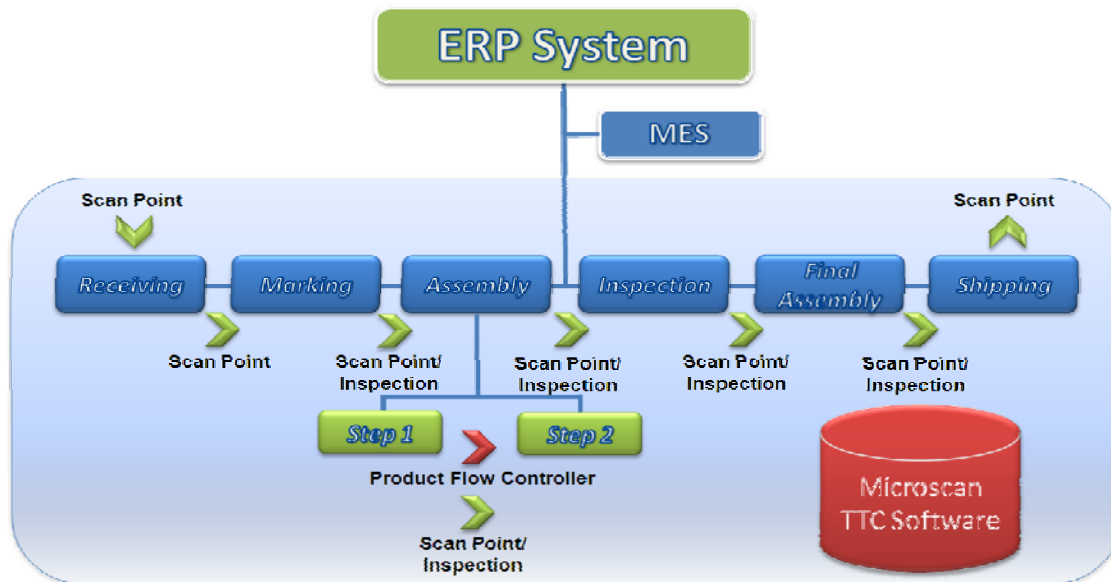 ERP System
MES
Scan Point
Scan Point
Receiving
Marking
Assembly
Inspection
Final
Assembly
Shipping
Scan Point
Scan Point/
Inspection
Scan Point/
Inspection
Scan Point/
Inspection
Scan Point/
Inspection
Step 1
Step 2
Product Flow Controller
Scan Point/
Inspection
Microscan
TTC Software